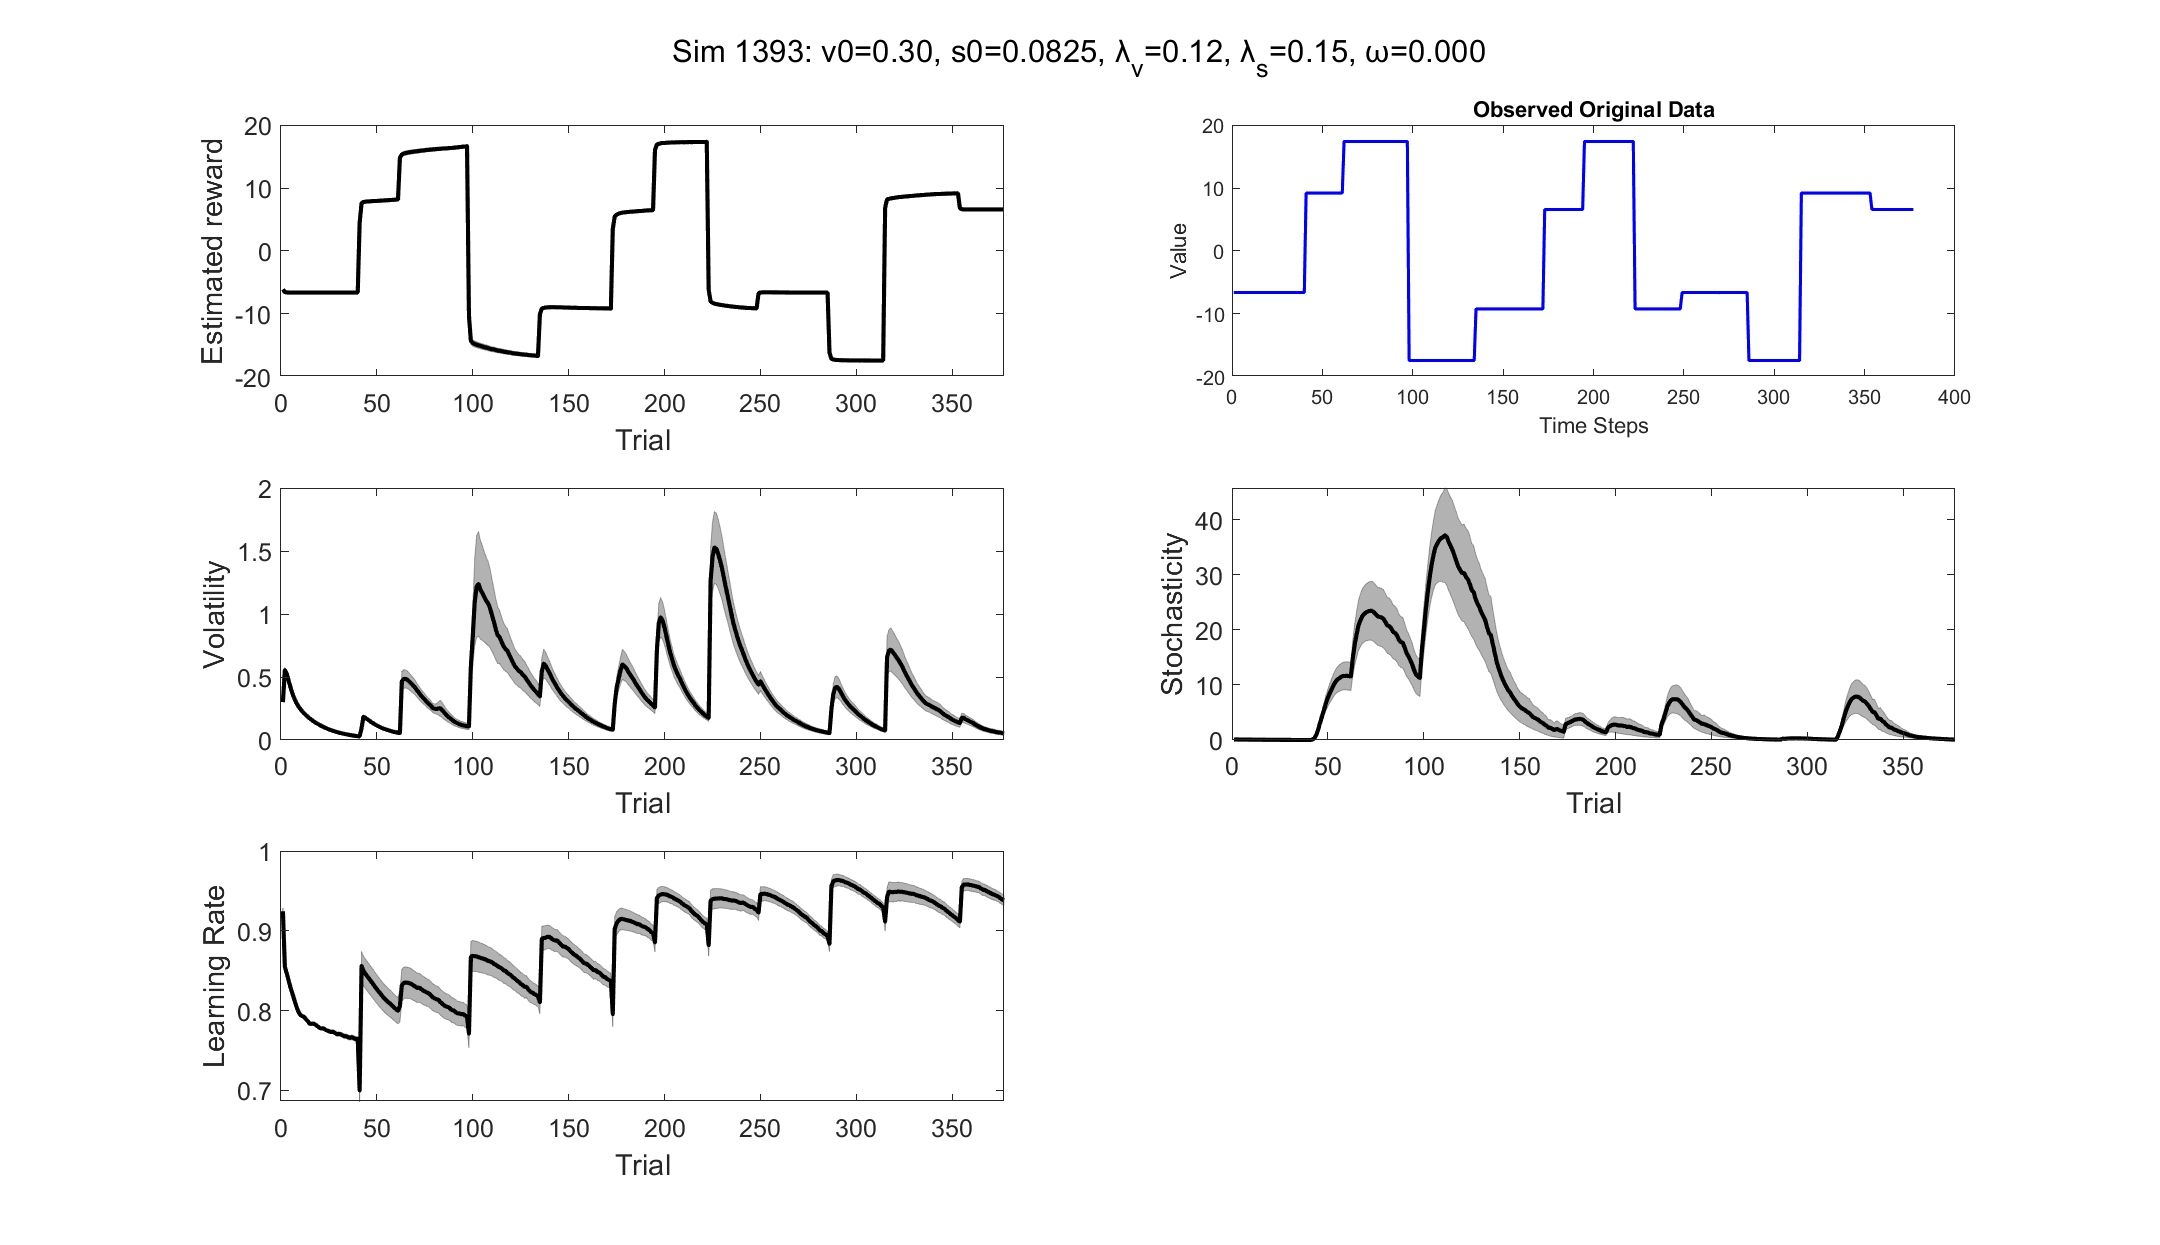 Sim 1393: v0=0.30, s0=0.0825, λv=0.12, λs=0.15, ω=0.000
Estimated reward
20
10
0
-10
-20
0 50 100 150 200 250 300 350
Trial
Observed Original Data
Value
20
10
0
-10
-20
0 50 100 150 200 250 300 350 400
Time Steps
Volatility
2
1.5
1
0.5
0
0 50 100 150 200 250 300 350
Trial
Stochasticity
40
30
20
10
0
0 50 100 150 200 250 300 350
Trial
Learning Rate
1
0.9
0.8
0.7
0 50 100 150 200 250 300 350
Trial